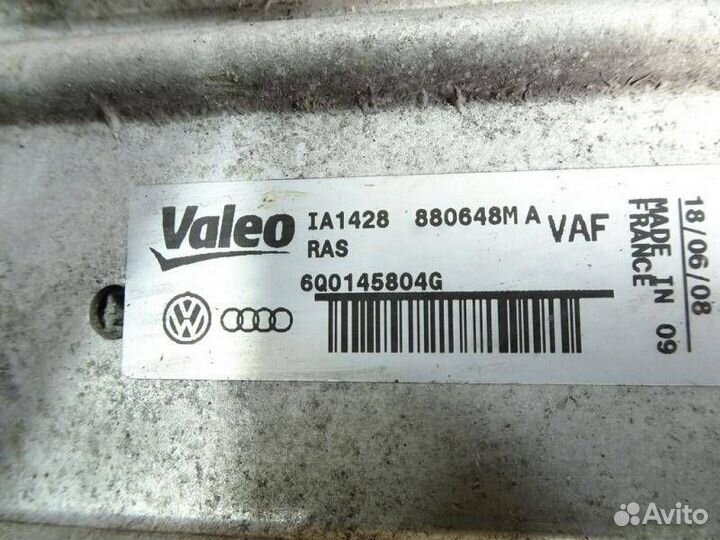 Valeo
IA1428 880648M A
RAS
VAF
6Q0145804G
MADE IN 09
FRANCE
18/06/08
Avito